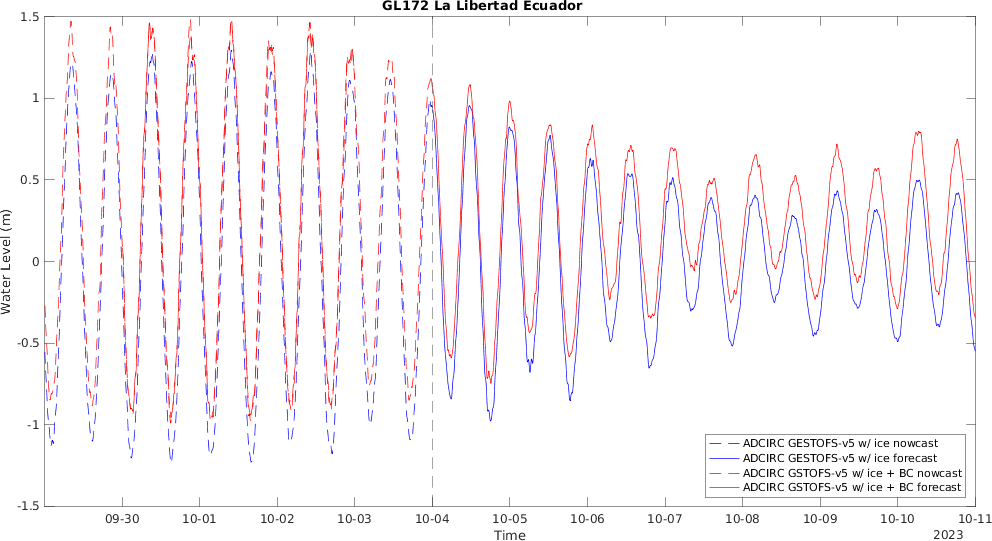 GL172 La Libertad Ecuador
1.5
1
0.5
0
-0.5
-1
-1.5
Water Level (m)
09-30 10-01 10-02 10-03 10-04 10-05 10-06 10-07 10-08 10-09 10-10 10-11
Time
2023
ADCIRC GESTOFS-v5 w/ ice nowcast
ADCIRC GESTOFS-v5 w/ ice forecast
ADCIRC GSTOFS-v5 w/ ice + BC nowcast
ADCIRC GSTOFS-v5 w/ ice + BC forecast